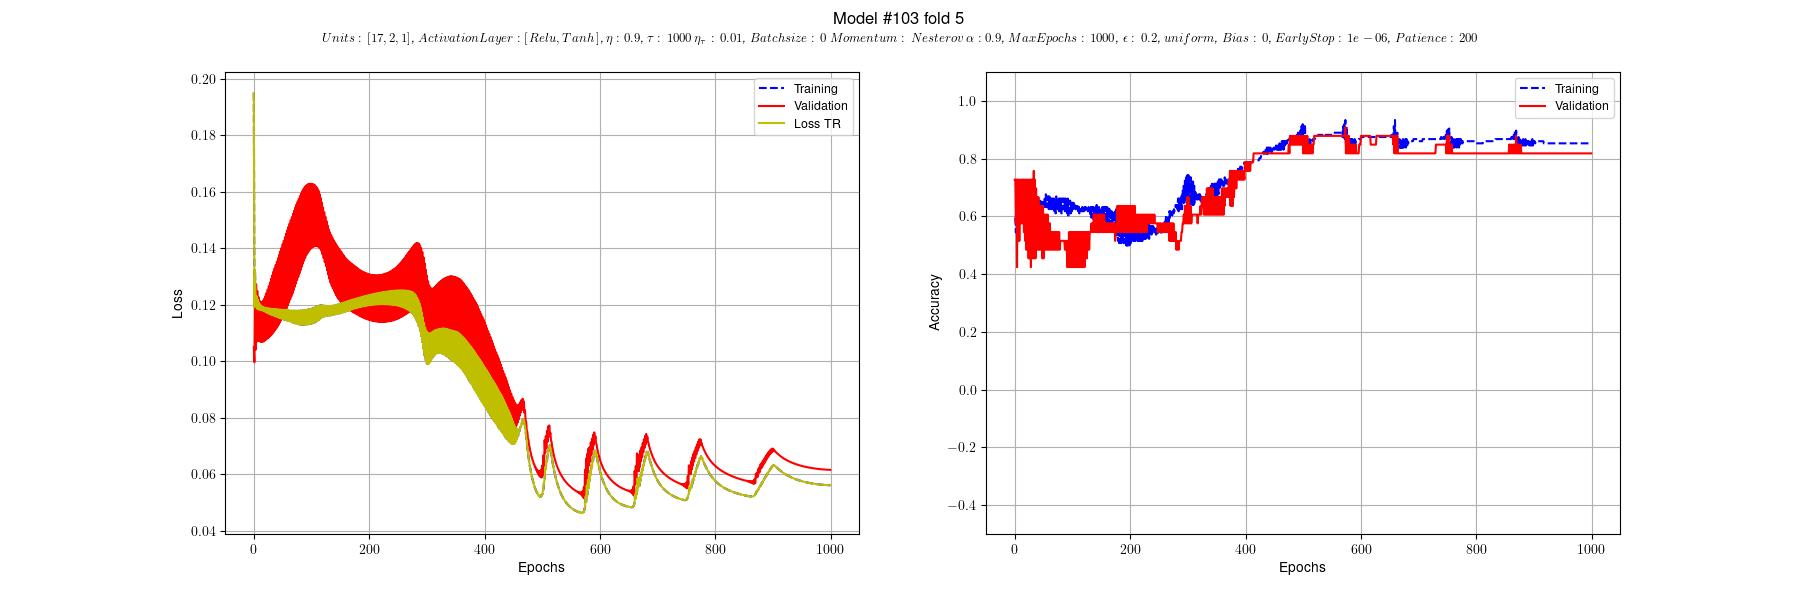 Model #103 fold 5
Units : [17, 2, 1], ActivationLayer : [Relu, Tanh], η : 0.9, τ : 1000 η_τ : 0.01, Batchsize : 0 Momentum : Nesterov α : 0.9, MaxEpochs : 1000, ϵ : 0.2, uniform, Bias : 0, EarlyStop : 1e − 06, Patience : 200
0.20
0.18
0.16
0.14
0.12
0.10
0.08
0.06
0.04
Loss
0 200 400 600 800 1000
Epochs
Training
Validation
Loss TR
1.0
0.8
0.6
0.4
0.2
0.0
−0.2
−0.4
Accuracy
0 200 400 600 800 1000
Epochs
Training
Validation